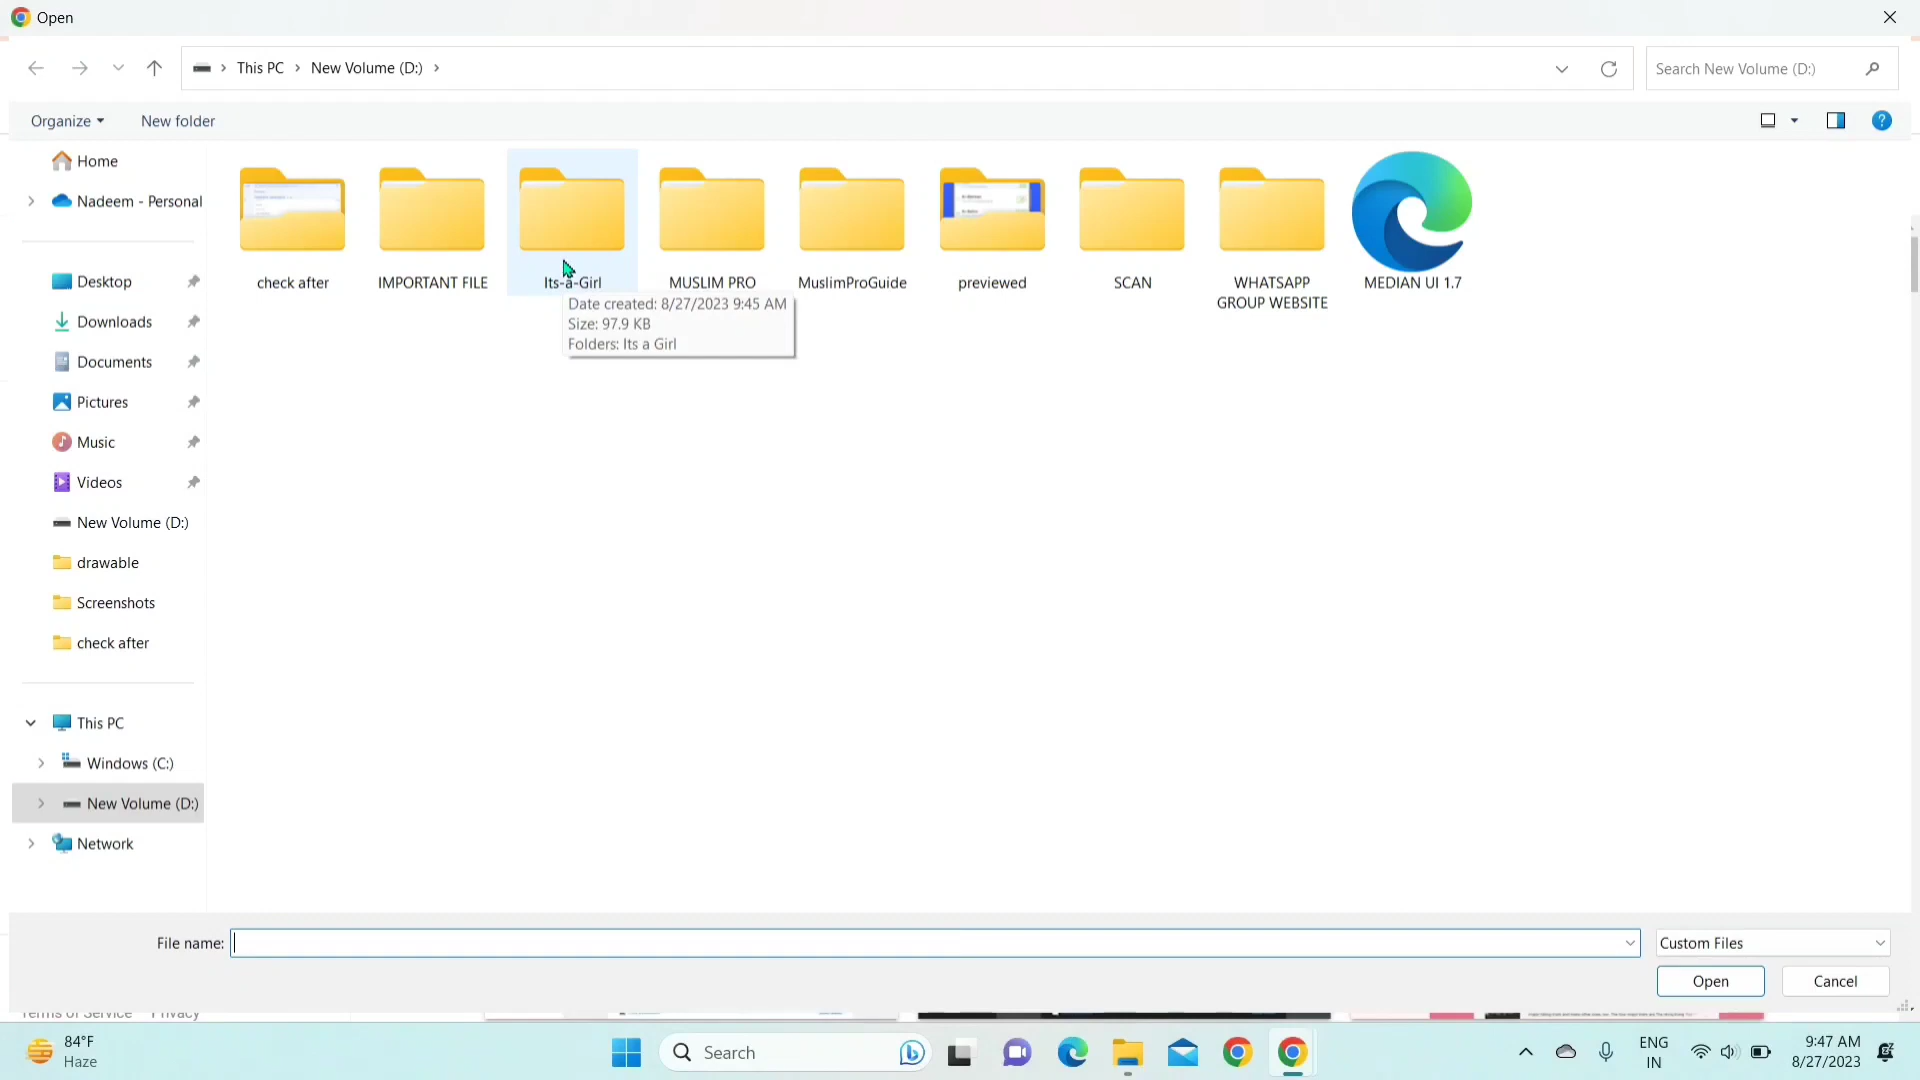 Open
This PC
New Volume (D:)
Search New Volume (D:)
Organize
New folder
Home
Nadeem - Personal
Desktop
Downloads
Documents
Pictures
Music
Videos
New Volume (D:)
drawable
Screenshots
check after
This PC
Windows (C:)
New Volume (D:)
Network
check after
IMPORTANT FILE
Its-a-Girl
MUSLIM PRO
MuslimProGuide
previewed
SCAN
WHATSAPP
GROUP WEBSITE
MEDIAN UI 1.7
Date created: 8/27/2023 9:45 AM
Size: 97.9 KB
Folders: Its a Girl
File name:
Custom Files
Open
Cancel
Terms of Service Privacy
84°F
Haze
Search
ENG
IN
9:47 AM
8/27/2023